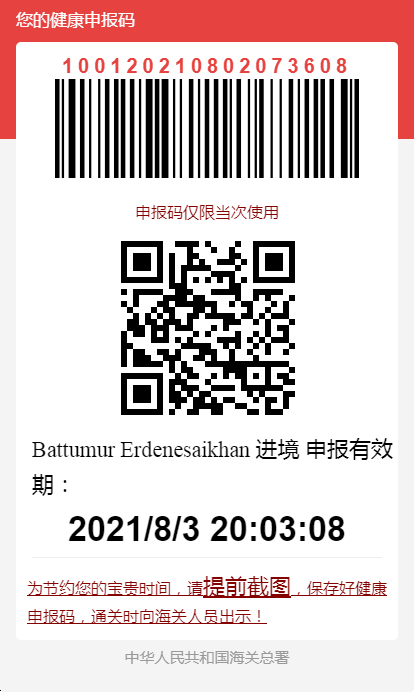 您的健康申报码
100120210802073608
申报码仅限当次使用
Battumur Erdenesaikhan 进境 申报有效
期：
2021/8/3 20:03:08
为节约您的宝贵时间，请提前截图，保存好健康
申报码，通关时向海关人员出示！
中华人民共和国海关总署